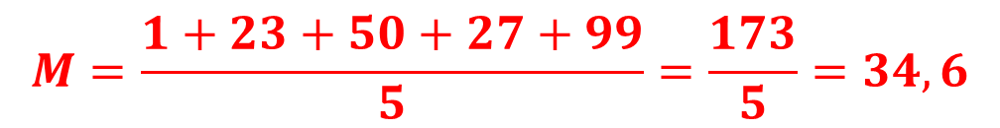 M = (1 + 23 + 50 + 27 + 99)/5 = 173/5 = 34,6